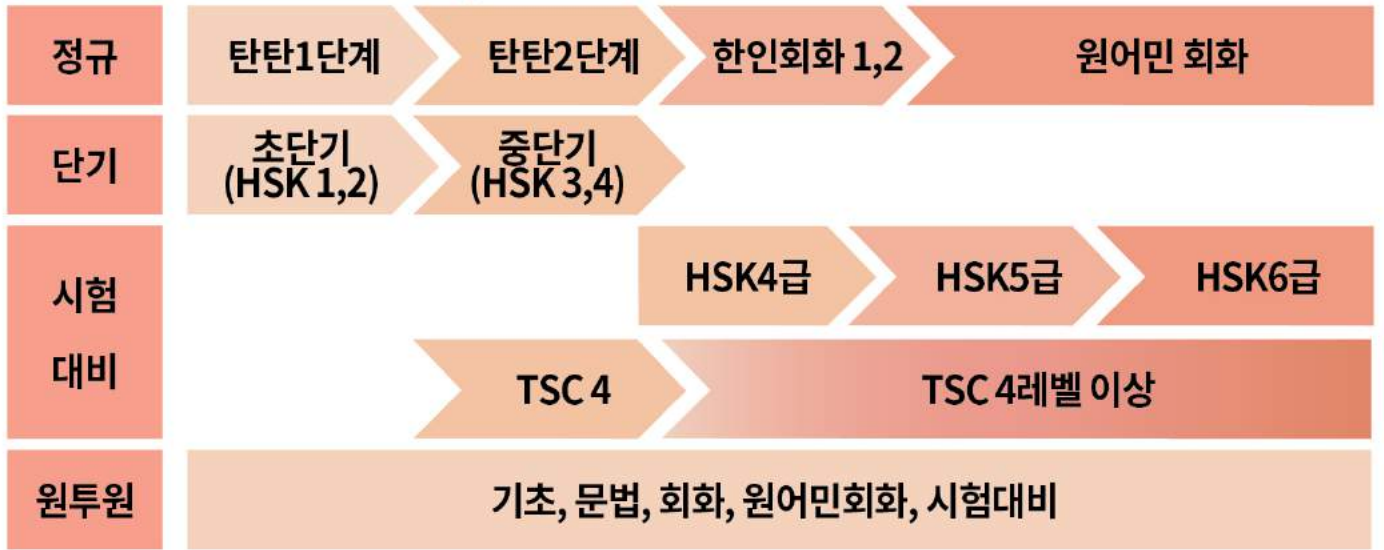 정규
탄탄1단계
탄탄2단계
한인회화 1,2
원어민 회화
단기
초단기
(HSK 1,2)
중단기
(HSK 3,4)
시험
대비
HSK4급
HSK5급
HSK6급
TSC 4
TSC 4레벨 이상
원투원
기초, 문법, 회화, 원어민회화, 시험대비